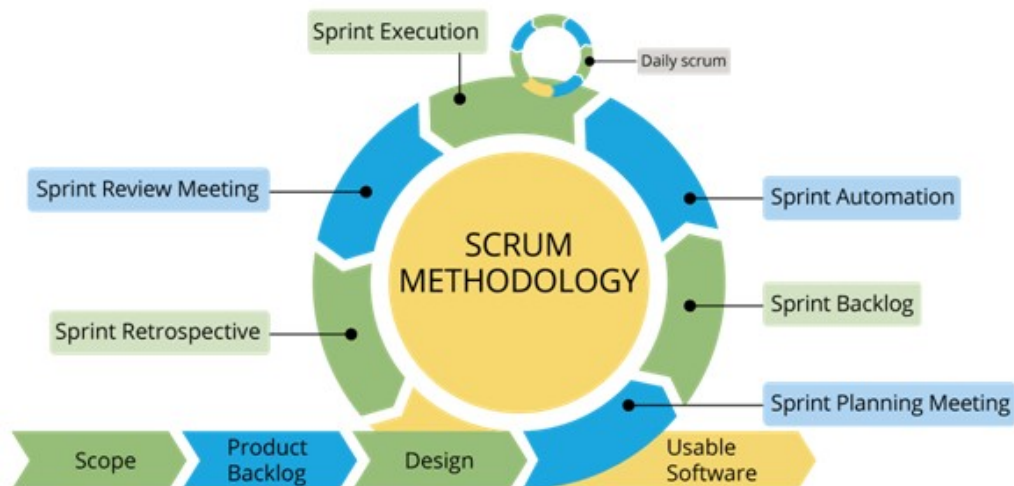 Sprint Execution
Daily scrum
Sprint Review Meeting
Sprint Automation
SCRUM
METHODOLOGY
Sprint Backlog
Sprint Retrospective
Sprint Planning Meeting
Scope
Product
Backlog
Design
Usable
Software